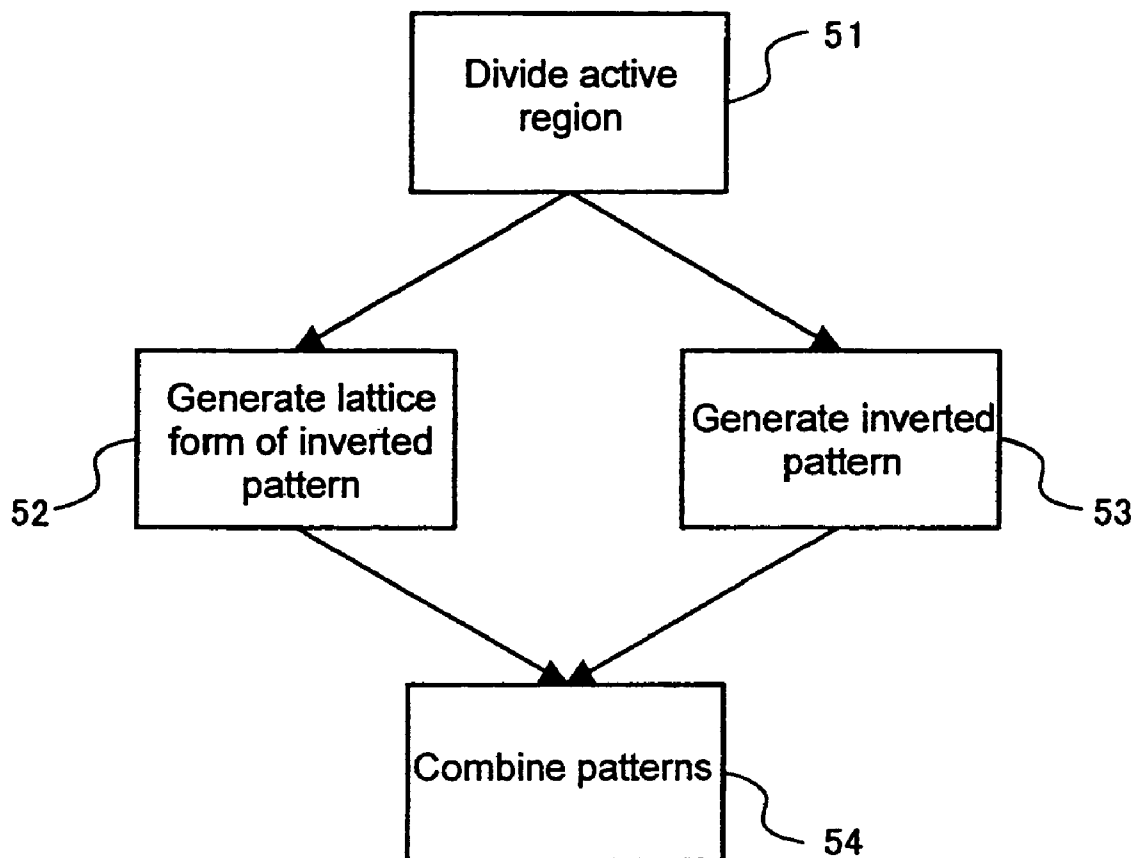 51
Divide active
region
Generate lattice
form of inverted
pattern
52
Generate inverted
pattern
53
Combine patterns
54